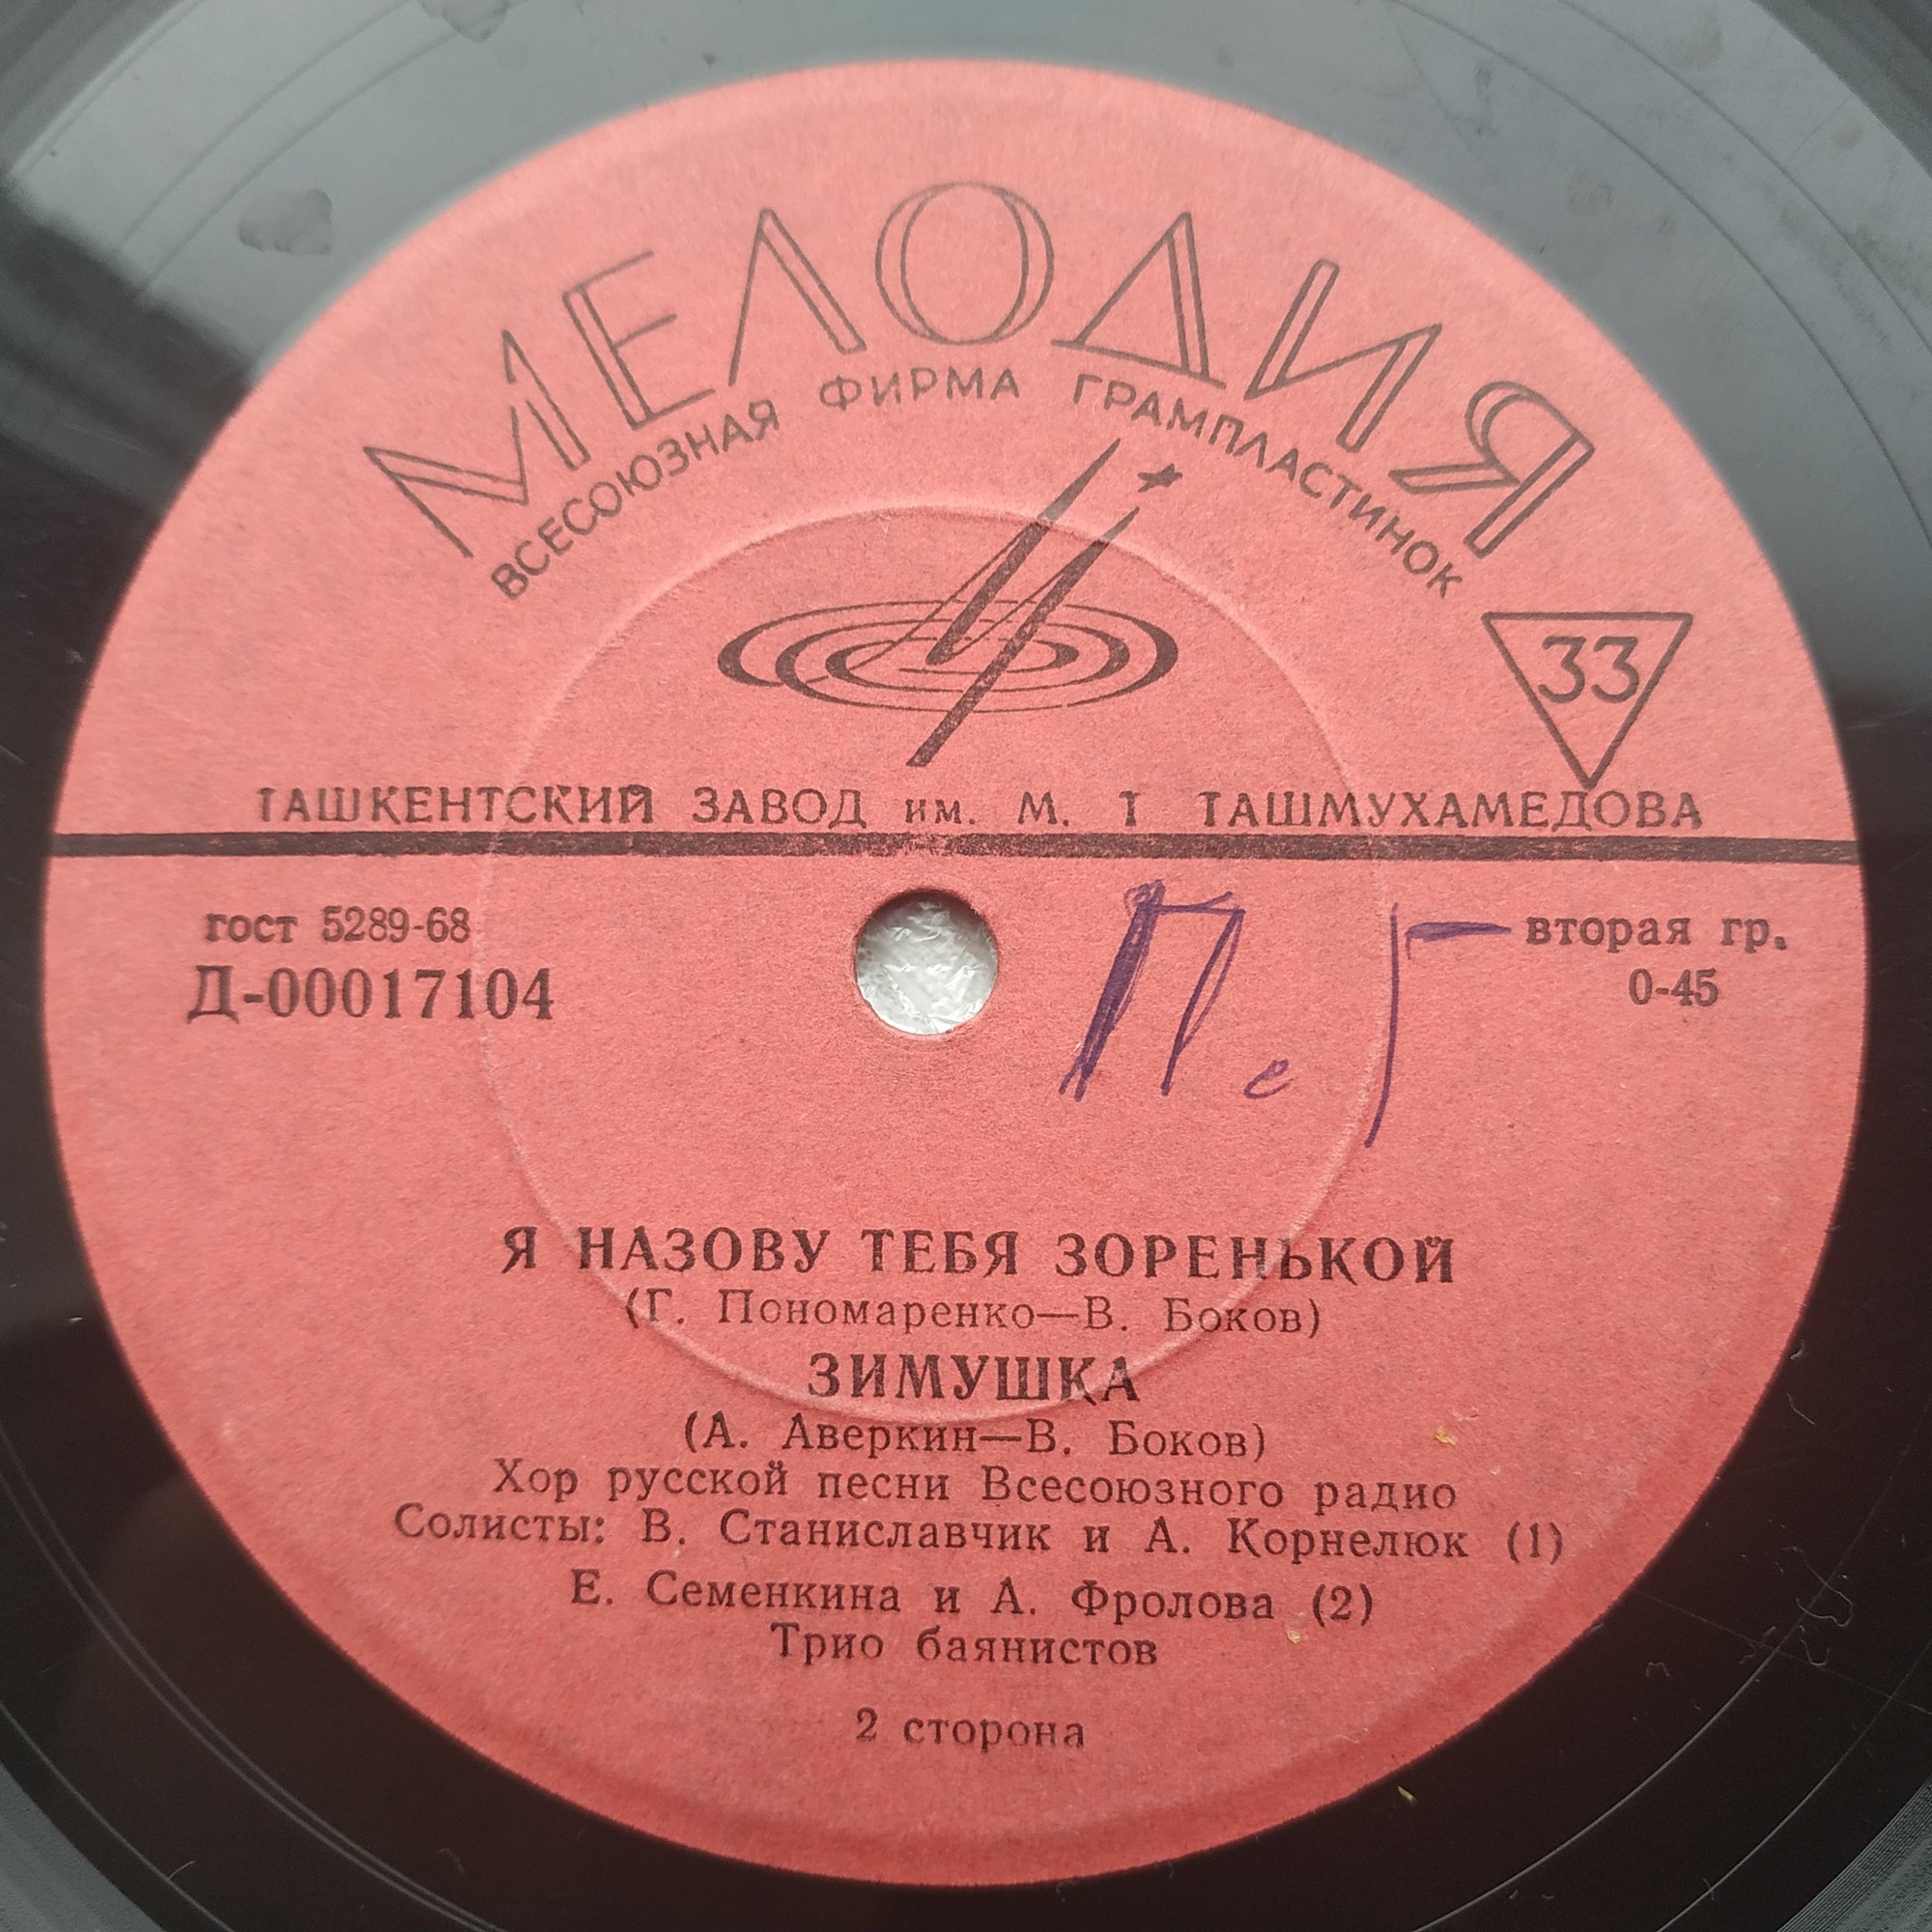 МЕЛОДИЯ
ВСЕСОЮЗНАЯ ФИРМА ГРАМПЛАСТИНОК
33
ТАШКЕНТСКИЙ ЗАВОД им. М. Т ТАШМУХАМЕДОВА
гост 5289-68
Д-00017104
вторая гр.
0-45
Я НАЗОВУ ТЕБЯ ЗОРЕНЬКОЙ
(Г. Пономаренко—В. Боков)
ЗИМУШКА
(А. Аверкин—В. Боков)
Хор русской песни Всесоюзного радио
Солисты: В. Станиславчик и А. Корнелюк (1)
Е. Семенкина и А. Фролова (2)
Трио баянистов
2 сторона